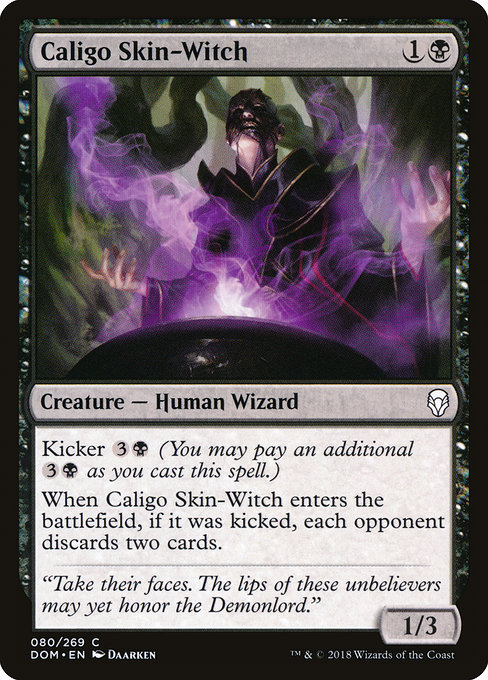 Caligo Skin-Witch 1
Creature — Human Wizard
Kicker 3 (You may pay an additional
3 as you cast this spell.)
When Caligo Skin-Witch enters the
battlefield, if it was kicked, each opponent
discards two cards.
“Take their faces. The lips of these unbelievers
may yet honor the Demonlord.”
1/3
080/269 C
DOM • EN Daarken
™ & © 2018 Wizards of the Coast